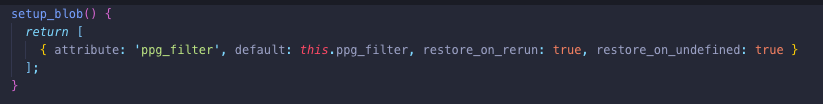 setup_blob() {
return [
{ attribute: 'ppg_filter', default: this.ppg_filter, restore_on_rerun: true, restore_on_undefined: true }
];
}